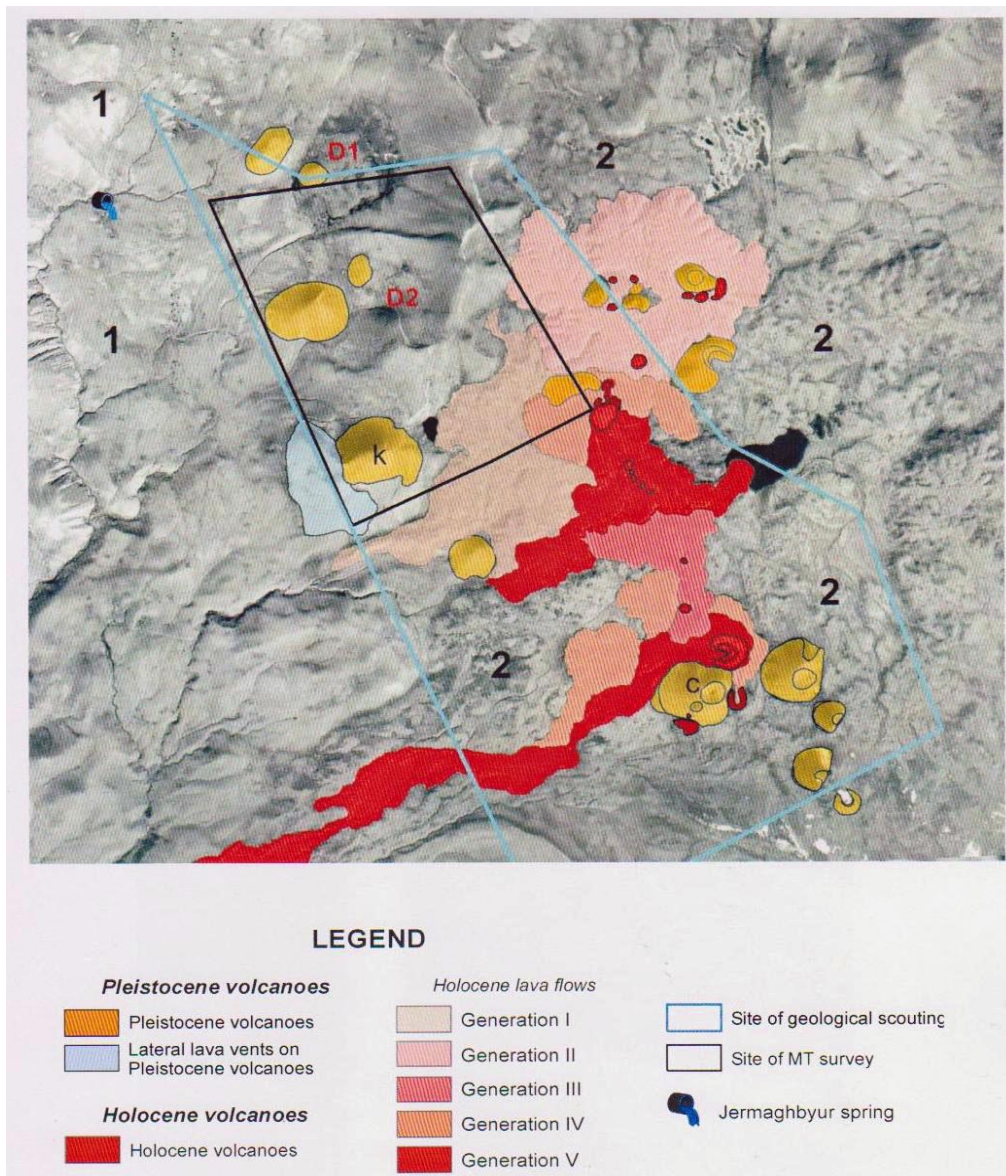 1
D1
2
D2
1
2
k
2
2
C
LEGEND
Pleistocene volcanoes
Pleistocene volcanoes
Lateral lava vents on
Pleistocene volcanoes
Holocene volcanoes
Holocene volcanoes
Holocene lava flows
Generation I
Generation II
Generation III
Generation IV
Generation V
Site of geological scouting
Site of MT survey
Jermaghbyur spring